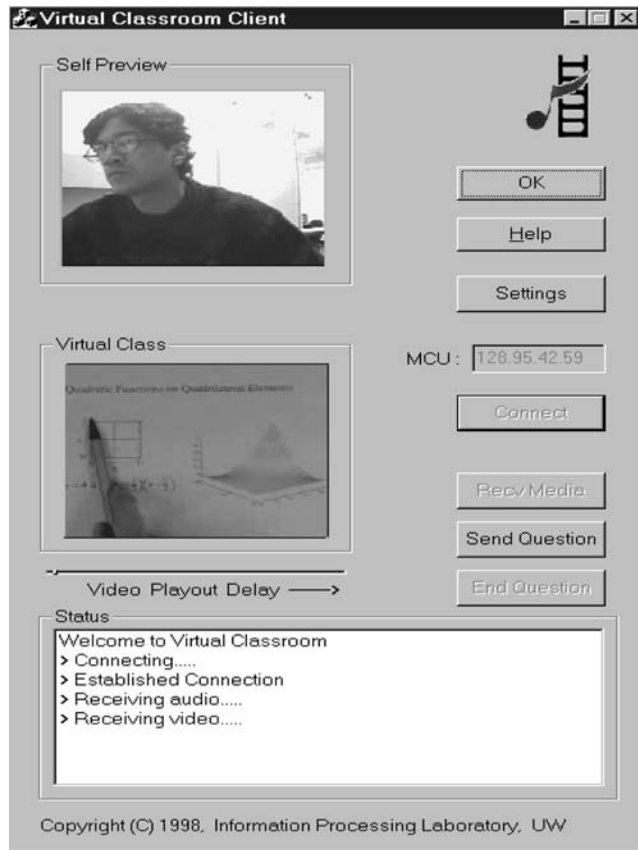 Virtual Classroom Client
Self Preview
OK
Help
Settings
Virtual Class
MCU : 128.95.42.59
Quadratic Functions on Quadrilateral Elements
Connect
Recv Media
Send Question
Video Playout Delay
End Question
Status
Welcome to Virtual Classroom
> Connecting.....
> Established Connection
> Receiving audio.....
> Receiving video.....
Copyright (C) 1998, Information Processing Laboratory, UW